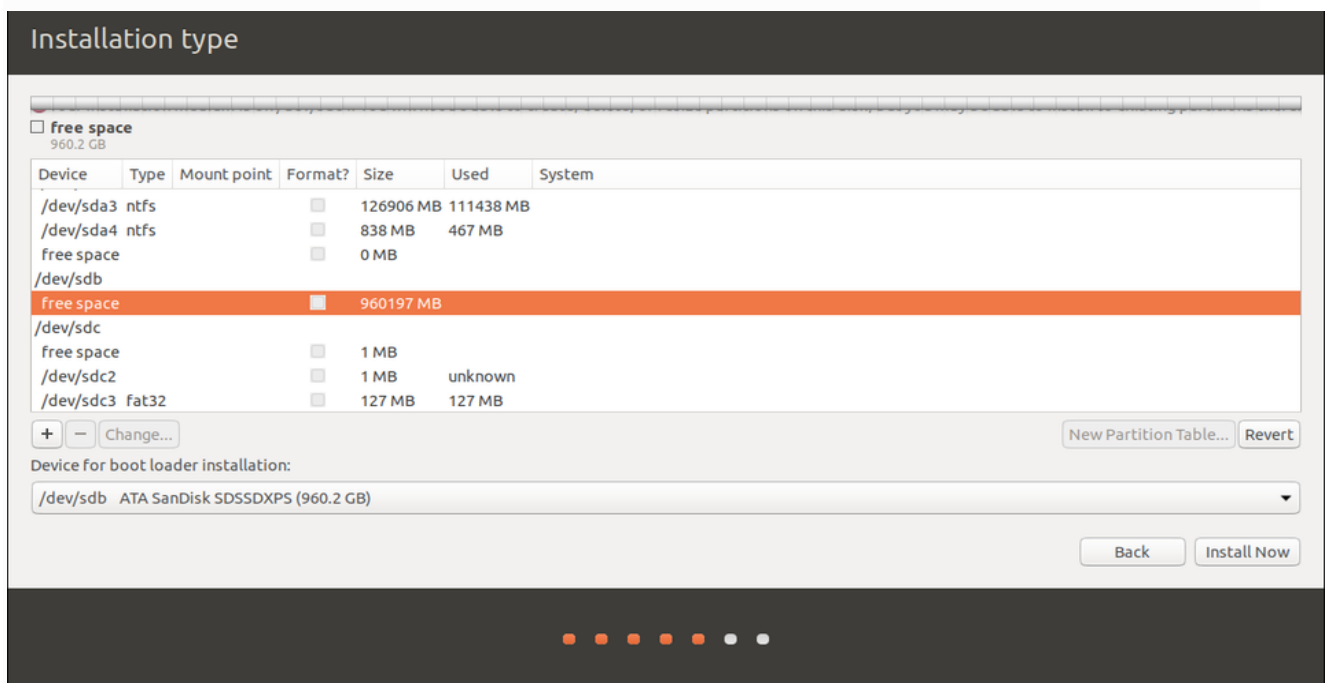 Installation type
free space
960.2 GB
Device Type Mount point Format? Size Used System
/dev/sda3 ntfs 126906 MB 111438 MB
/dev/sda4 ntfs 838 MB 467 MB
free space 0 MB
/dev/sdb
free space 960197 MB
/dev/sdc
free space 1 MB
/dev/sdc2 1 MB unknown
/dev/sdc3 fat32 127 MB 127 MB
+ − Change... New Partition Table... Revert
Device for boot loader installation:
/dev/sdb ATA SanDisk SDSSDXPS (960.2 GB)
Back Install Now